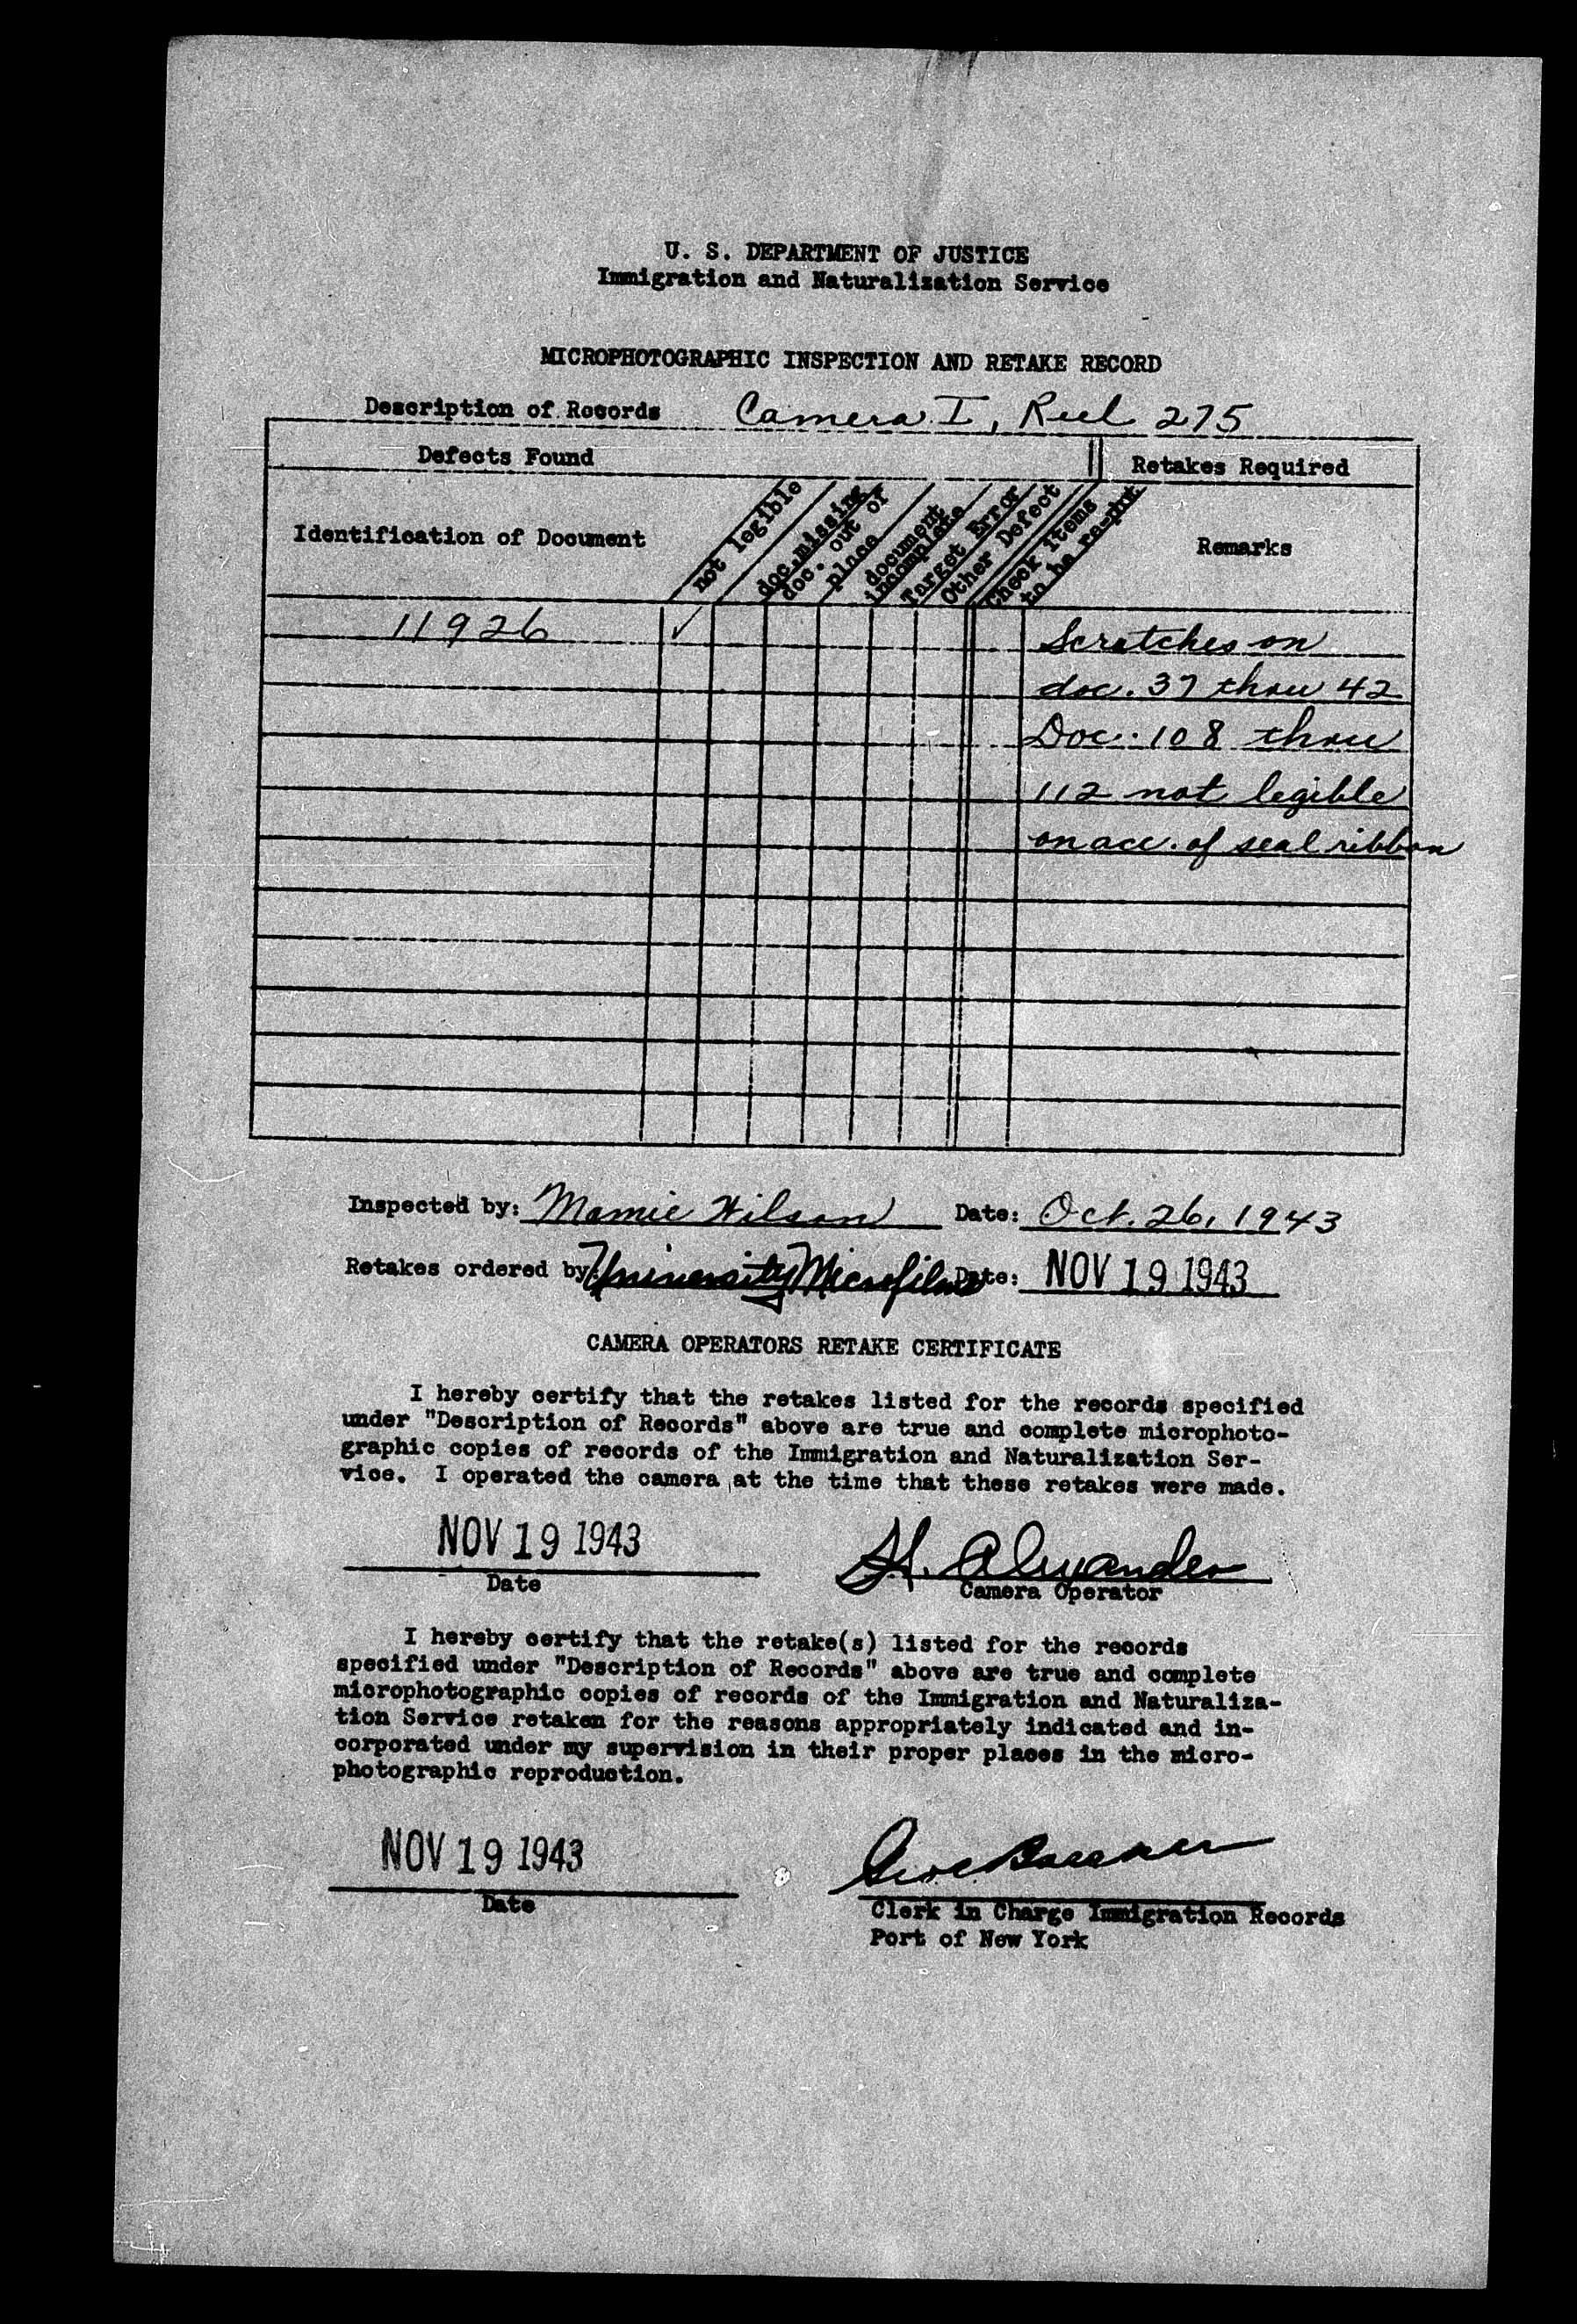 U. S. DEPARTMENT OF JUSTICE
Immigration and Naturalization Service
MICROPHOTOGRAPHIC INSPECTION AND RETAKE RECORD
Description of Records Camera I, Reel 275
Defects Found
Retakes Required
Identification of Document
not legible
doc. missing
doc. out of
place
document
incomplete
Target Error
Other Defect
Check items
to be re-pht
Remarks
11926 ✓ Scratches on
doc. 37 thru 42
Doc. 108 thru
112 not legible
on acc. of seal ribbon
Inspected by: Mamie Wilson Date: Oct. 26, 1943
Retakes ordered by: University Microfilms Date: NOV 19 1943
CAMERA OPERATORS RETAKE CERTIFICATE
I hereby certify that the retakes listed for the records specified
under "Description of Records" above are true and complete microphoto-
graphic copies of records of the Immigration and Naturalization Ser-
vice. I operated the camera at the time that these retakes were made.
NOV 19 1943 H. Alexander
Date Camera Operator
I hereby certify that the retake(s) listed for the records
specified under "Description of Records" above are true and complete
microphotographic copies of records of the Immigration and Naturaliza-
tion Service retaken for the reasons appropriately indicated and in-
corporated under my supervision in their proper places in the micro-
photographic reproduction.
NOV 19 1943
Date
Clerk in Charge Immigration Records
Port of New York